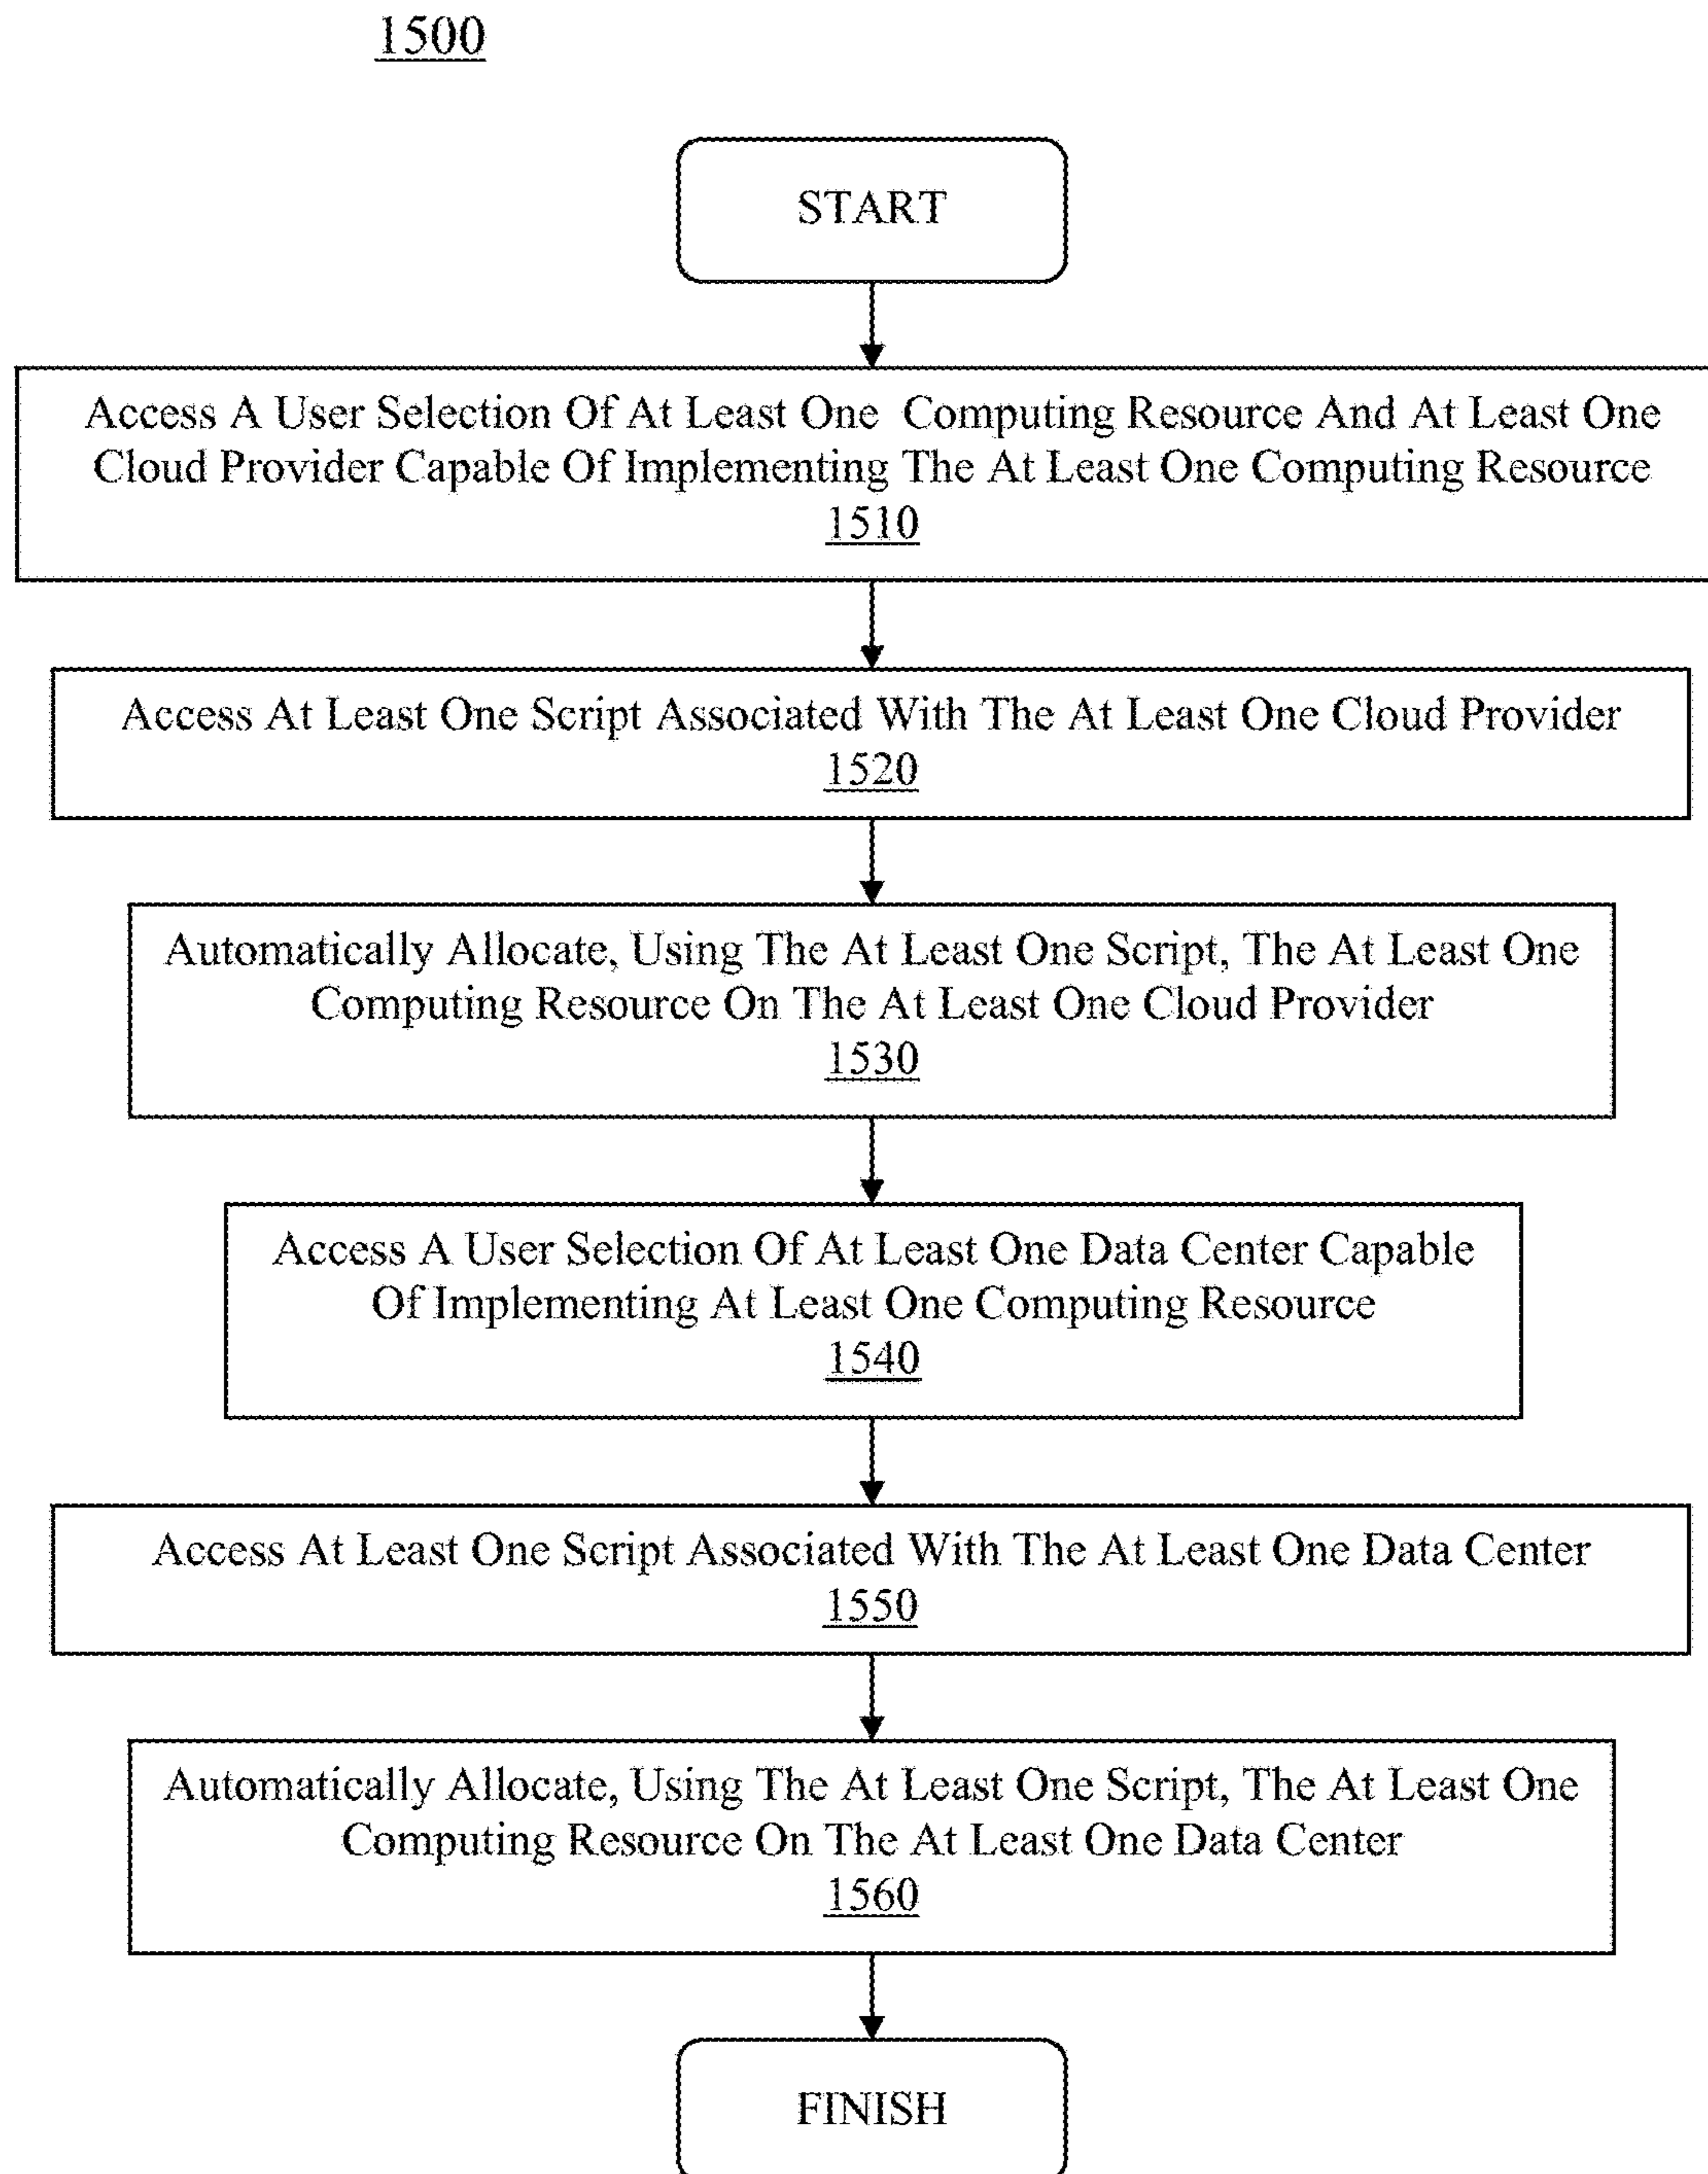 1500
START
Access A User Selection Of At Least One Computing Resource And At Least One
Cloud Provider Capable Of Implementing The At Least One Computing Resource
1510
Access At Least One Script Associated With The At Least One Cloud Provider
1520
Automatically Allocate, Using The At Least One Script, The At Least One
Computing Resource On The At Least One Cloud Provider
1530
Access A User Selection Of At Least One Data Center Capable
Of Implementing At Least One Computing Resource
1540
Access At Least One Script Associated With The At Least One Data Center
1550
Automatically Allocate, Using The At Least One Script, The At Least One
Computing Resource On The At Least One Data Center
1560
FINISH